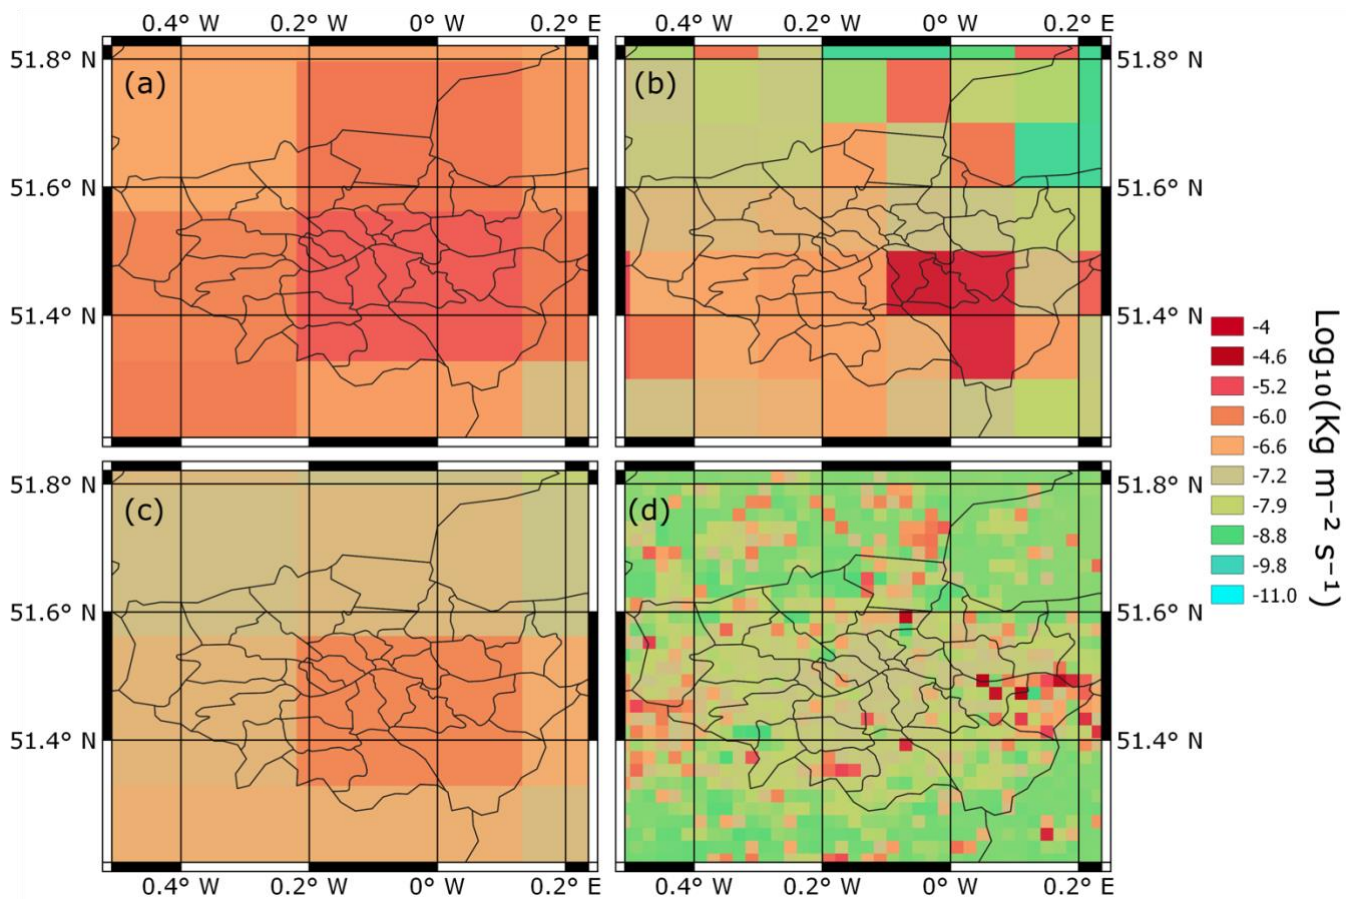 0.4° W 0.2° W 0° W 0.2° E 0.4° W 0.2° W 0° W 0.2° E
51.8° N (a) (b) 51.8° N
51.6° N 51.6° N
51.4° N 51.4° N
51.8° N (c) (d) 51.8° N
51.6° N 51.6° N
51.4° N 51.4° N
0.4° W 0.2° W 0° W 0.2° E 0.4° W 0.2° W 0° W 0.2° E
-4
-4.6
-5.2
-6.0
-6.6
-7.2
-7.9
-8.8
-9.8
-11.0
Log₁₀(Kg m⁻² s⁻¹)